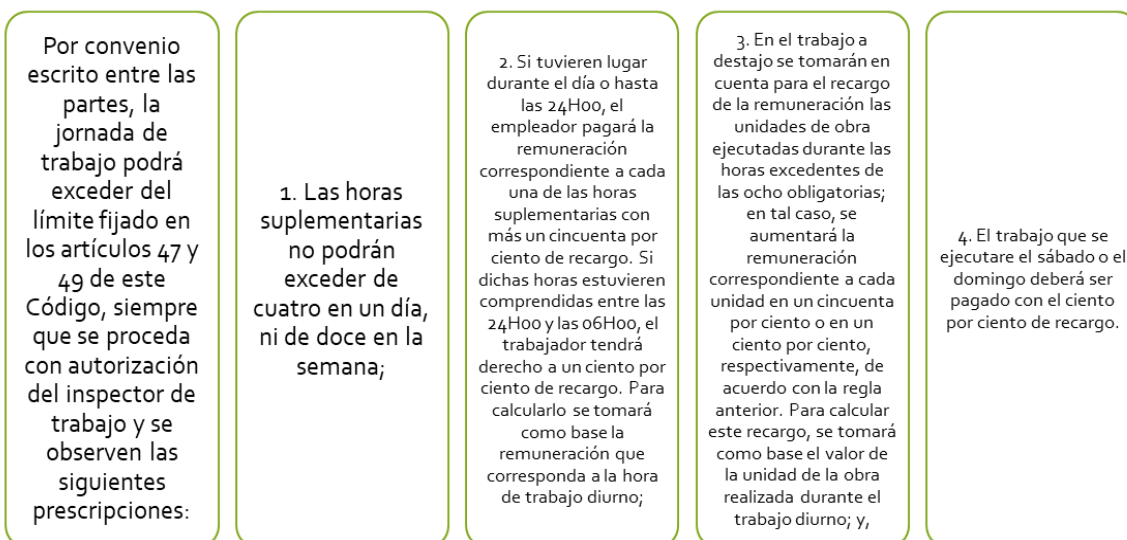 Por convenio
escrito entre las
partes, la
jornada de
trabajo podrá
exceder del
límite fijado en
los artículos 47 y
49 de este
Código, siempre
que se proceda
con autorización
del inspector de
trabajo y se
observen las
siguientes
prescripciones:
1. Las horas
suplementarias
no podrán
exceder de
cuatro en un día,
ni de doce en la
semana;
2. Si tuvieren lugar
durante el día o hasta
las 24H00, el
empleador pagará la
remuneración
correspondiente a cada
una de las horas
suplementarias con
más un cincuenta por
ciento de recargo. Si
dichas horas estuvieren
comprendidas entre las
24H00 y las 06H00, el
trabajador tendrá
derecho a un ciento por
ciento de recargo. Para
calcularlo se tomará
como base la
remuneración que
corresponda a la hora
de trabajo diurno;
3. En el trabajo a
destajo se tomarán en
cuenta para el recargo
de la remuneración las
unidades de obra
ejecutadas durante las
horas excedentes de
las ocho obligatorias;
en tal caso, se
aumentará la
remuneración
correspondiente a cada
unidad en un cincuenta
por ciento o en un
ciento por ciento,
respectivamente, de
acuerdo con la regla
anterior. Para calcular
este recargo, se tomará
como base el valor de
la unidad de la obra
realizada durante el
trabajo diurno; y,
4. El trabajo que se
ejecutare el sábado o el
domingo deberá ser
pagado con el ciento
por ciento de recargo.